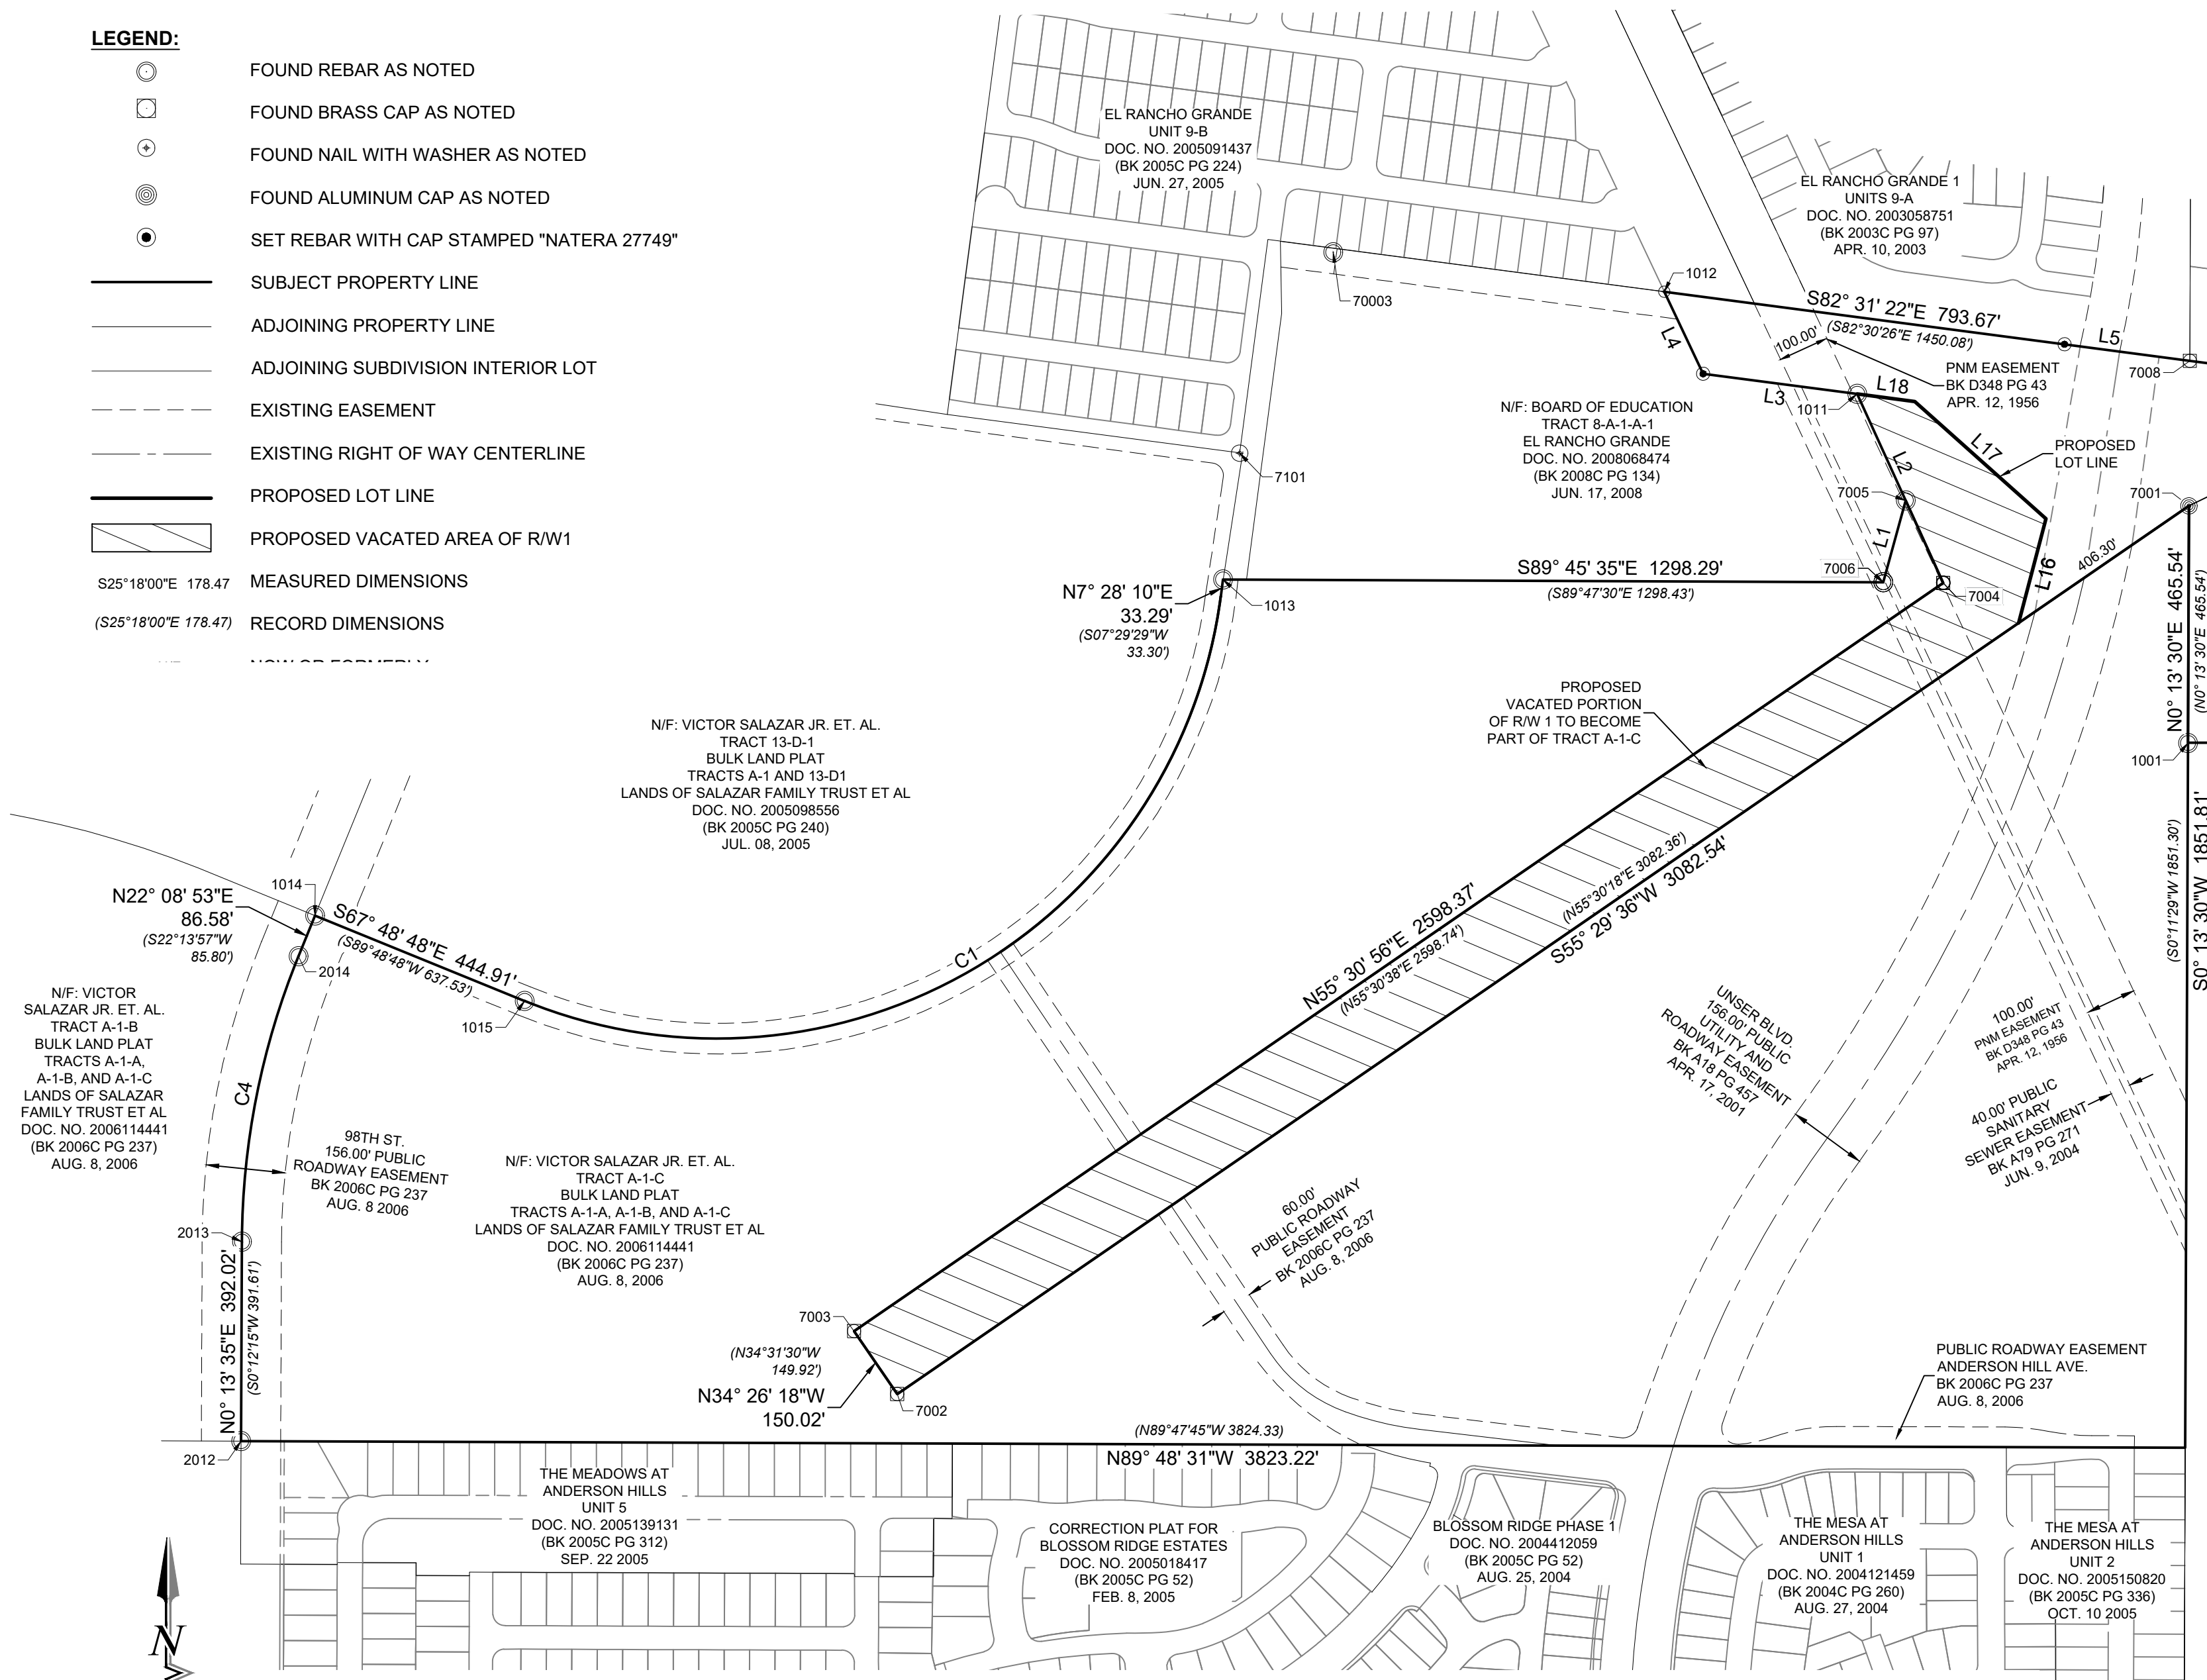 LEGEND:
FOUND REBAR AS NOTED
FOUND BRASS CAP AS NOTED
FOUND NAIL WITH WASHER AS NOTED
FOUND ALUMINUM CAP AS NOTED
SET REBAR WITH CAP STAMPED "NATERA 27749"
SUBJECT PROPERTY LINE
ADJOINING PROPERTY LINE
ADJOINING SUBDIVISION INTERIOR LOT
EXISTING EASEMENT
EXISTING RIGHT OF WAY CENTERLINE
PROPOSED LOT LINE
PROPOSED VACATED AREA OF R/W1
S25°18'00"E 178.47 MEASURED DIMENSIONS
(S25°18'00"E 178.47) RECORD DIMENSIONS
EL RANCHO GRANDE
UNIT 9-B
DOC. NO. 2005091437
(BK 2005C PG 224)
JUN. 27, 2005
EL RANCHO GRANDE 1
UNITS 9-A
DOC. NO. 2003058751
(BK 2003C PG 97)
APR. 10, 2003
70003
1012
S82° 31' 22"E 793.67'
(S82°30'26"E 1450.08')
100.00'
L4
L5
7008
PNM EASEMENT
BK D348 PG 43
APR. 12, 1956
L18
L3
1011
N/F: BOARD OF EDUCATION
TRACT 8-A-1-A-1
EL RANCHO GRANDE
DOC. NO. 2008068474
(BK 2008C PG 134)
JUN. 17, 2008
L17
PROPOSED
LOT LINE
L2
7101
7005
7001
L1
406.30'
L16
7006
7004
S89° 45' 35"E 1298.29'
(S89°47'30"E 1298.43')
N7° 28' 10"E
33.29'
(S07°29'29"W
33.30')
1013
N0° 13' 30"E 465.54'
(N0° 13' 30"E 465.54')
1001
PROPOSED
VACATED PORTION
OF R/W 1 TO BECOME
PART OF TRACT A-1-C
N/F: VICTOR SALAZAR JR. ET. AL.
TRACT 13-D-1
BULK LAND PLAT
TRACTS A-1 AND 13-D1
LANDS OF SALAZAR FAMILY TRUST ET AL
DOC. NO. 2005098556
(BK 2005C PG 240)
JUL. 08, 2005
(S0°11'29"W 1851.30')
S0° 13' 30"W 1851.81'
1014
N22° 08' 53"E
86.58'
(S22°13'57"W
85.80')
2014
S67° 48' 48"E 444.91'
(S89°48'48"W 637.53')
1015
C1
N55° 30' 56"E 2598.37'
(N55°30'38"E 2598.74')
(N55°30'18"E 3082.36')
S55° 29' 36"W 3082.54'
N/F: VICTOR
SALAZAR JR. ET. AL.
TRACT A-1-B
BULK LAND PLAT
TRACTS A-1-A,
A-1-B, AND A-1-C
LANDS OF SALAZAR
FAMILY TRUST ET AL
DOC. NO. 2006114441
(BK 2006C PG 237)
AUG. 8, 2006
C4
98TH ST.
156.00' PUBLIC
ROADWAY EASEMENT
BK 2006C PG 237
AUG. 8 2006
N/F: VICTOR SALAZAR JR. ET. AL.
TRACT A-1-C
BULK LAND PLAT
TRACTS A-1-A, A-1-B, AND A-1-C
LANDS OF SALAZAR FAMILY TRUST ET AL
DOC. NO. 2006114441
(BK 2006C PG 237)
AUG. 8, 2006
UNSER BLVD.
156.00' PUBLIC
UTILITY AND
ROADWAY EASEMENT
BK A18 PG 457
APR. 17, 2001
100.00'
PNM EASEMENT
BK D348 PG 43
APR. 12, 1956
40.00' PUBLIC
SANITARY
SEWER EASEMENT
BK A79 PG 271
JUN. 9, 2004
60.00'
PUBLIC ROADWAY
EASEMENT
BK 2006C PG 237
AUG. 8, 2006
2013
N0° 13' 35"E 392.02'
(S0°12'15"W 391.61')
2012
7003
(N34°31'30"W
149.92')
N34° 26' 18"W
150.02'
7002
PUBLIC ROADWAY EASEMENT
ANDERSON HILL AVE.
BK 2006C PG 237
AUG. 8, 2006
(N89°47'45"W 3824.33)
N89° 48' 31"W 3823.22'
THE MEADOWS AT
ANDERSON HILLS
UNIT 5
DOC. NO. 2005139131
(BK 2005C PG 312)
SEP. 22 2005
CORRECTION PLAT FOR
BLOSSOM RIDGE ESTATES
DOC. NO. 2005018417
(BK 2005C PG 52)
FEB. 8, 2005
BLOSSOM RIDGE PHASE 1
DOC. NO. 2004412059
(BK 2005C PG 52)
AUG. 25, 2004
THE MESA AT
ANDERSON HILLS
UNIT 1
DOC. NO. 2004121459
(BK 2004C PG 260)
AUG. 27, 2004
THE MESA AT
ANDERSON HILLS
UNIT 2
DOC. NO. 2005150820
(BK 2005C PG 336)
OCT. 10 2005
N